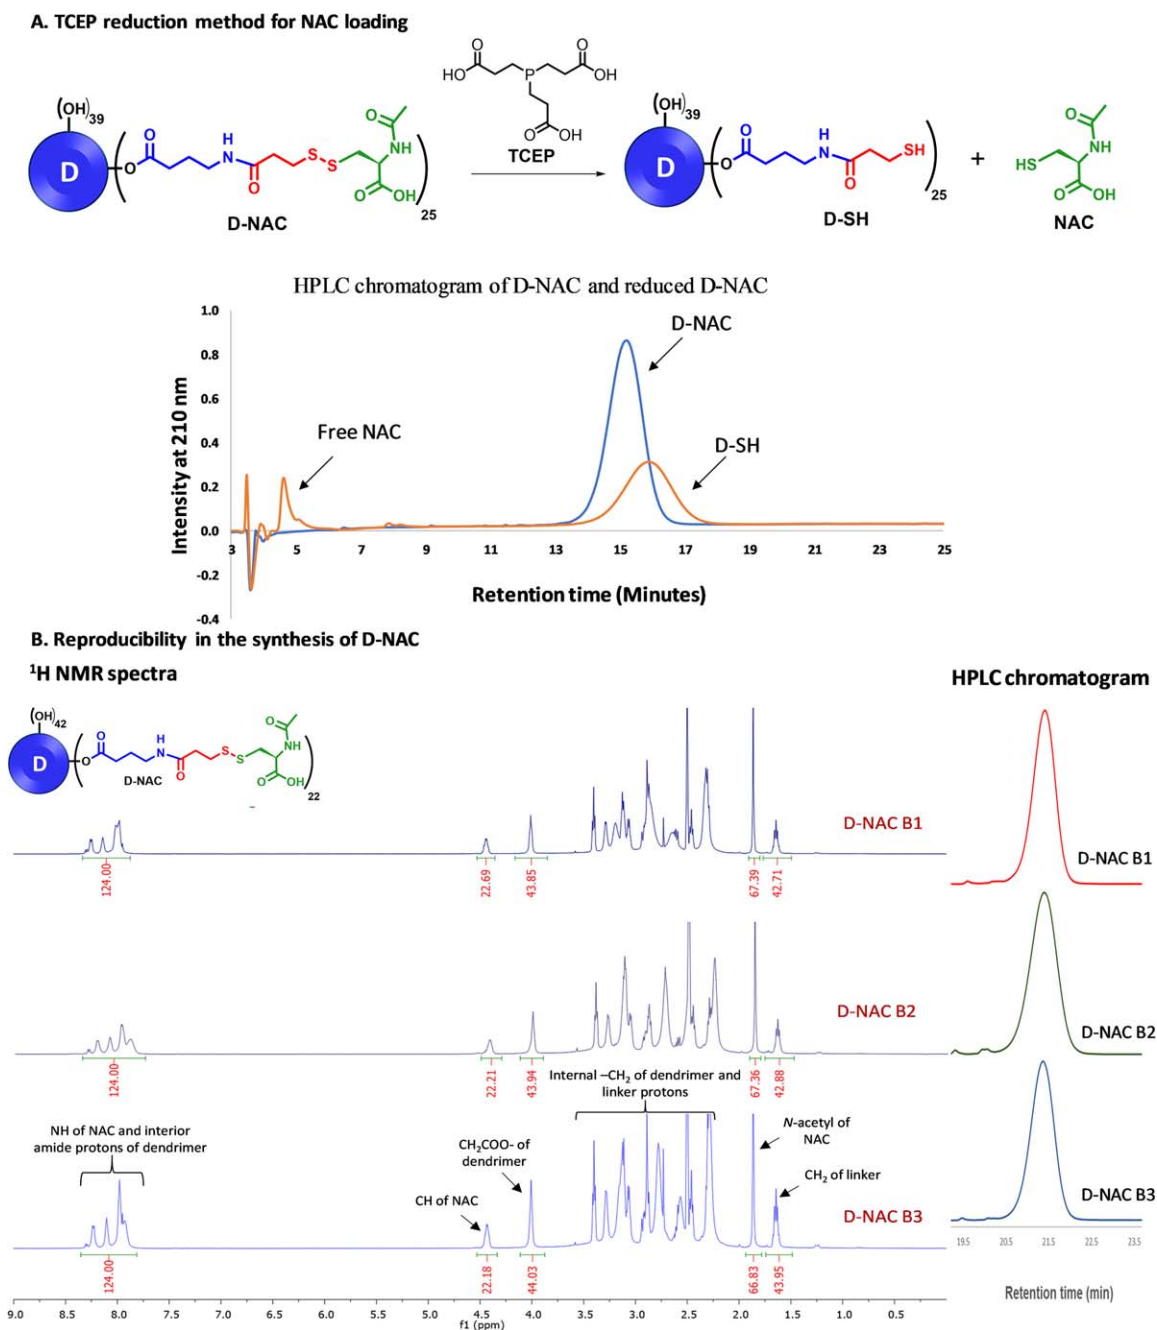 A. TCEP reduction method for NAC loading
(OH)39
D
O
O
H
N
O
S
S
O
NH
O
OH
25
D-NAC
O
HO
P
O
OH
O
OH
TCEP
(OH)39
D
O
O
H
N
O
SH
25
D-SH
+
O
HS
NH
O
OH
NAC
HPLC chromatogram of D-NAC and reduced D-NAC
Intensity at 210 nm
1.0
0.8
0.6
0.4
0.2
0.0
-0.2
-0.4
D-NAC
Free NAC
D-SH
3 5 7 9 11 13 15 17 19 21 23 25
Retention time (Minutes)
B. Reproducibility in the synthesis of D-NAC
1H NMR spectra
HPLC chromatogram
(OH)42
D
O
O
H
N
O
S
S
O
NH
O
OH
22
D-NAC
D-NAC B1
124.00 22.69 43.85 67.39 42.71
D-NAC B1
D-NAC B2
124.00 22.21 43.94 67.36 42.88
D-NAC B2
Internal –CH2 of dendrimer and
linker protons
NH of NAC and interior
amide protons of dendrimer
CH2COO- of
dendrimer
CH of NAC
N-acetyl of
NAC
CH2 of linker
D-NAC B3
124.00 22.18 44.03 66.83 43.95
D-NAC B3
19.5 20.5 21.5 22.5 23.5
Retention time (min)
9.0 8.5 8.0 7.5 7.0 6.5 6.0 5.5 5.0 4.5 4.0 3.5 3.0 2.5 2.0 1.5 1.0 0.5
f1 (ppm)